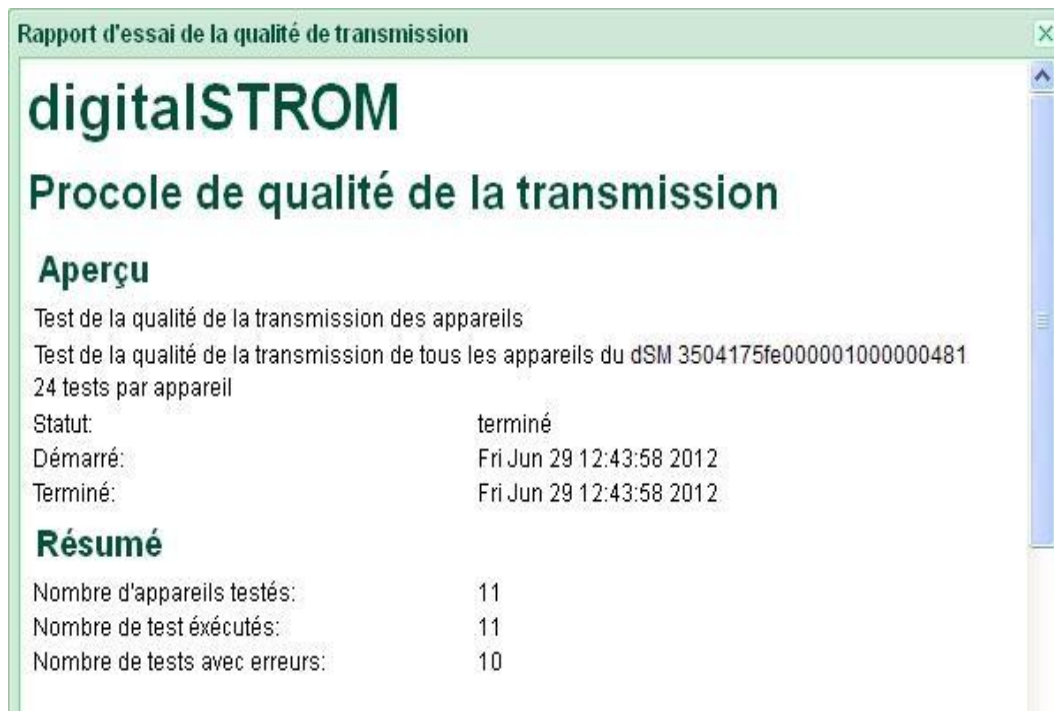 Rapport d'essai de la qualité de transmission
digitalSTROM
Procole de qualité de la transmission
Aperçu
Test de la qualité de la transmission des appareils
Test de la qualité de la transmission de tous les appareils du dSM 3504175fe000001000000481
24 tests par appareil
Statut: terminé
Démarré: Fri Jun 29 12:43:58 2012
Terminé: Fri Jun 29 12:43:58 2012
Résumé
Nombre d'appareils testés: 11
Nombre de test éxécutés: 11
Nombre de tests avec erreurs: 10